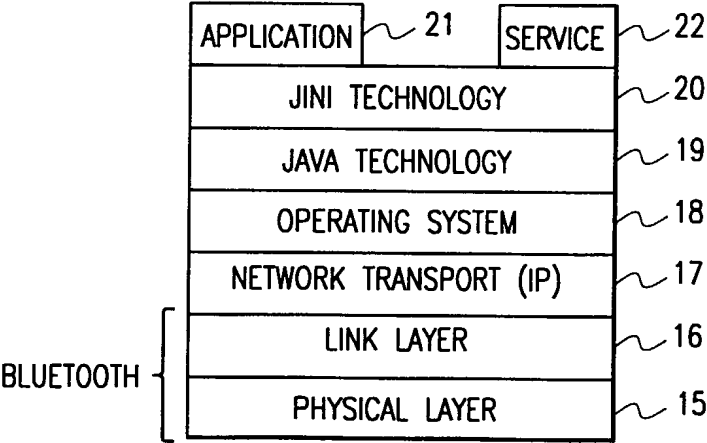 APPLICATION 21 SERVICE 22
JINI TECHNOLOGY 20
JAVA TECHNOLOGY 19
OPERATING SYSTEM 18
NETWORK TRANSPORT (IP) 17
LINK LAYER 16
BLUETOOTH
PHYSICAL LAYER 15